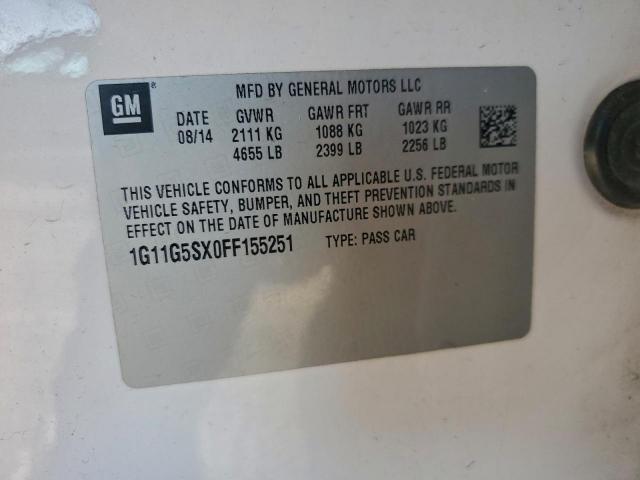 GM®
MFD BY GENERAL MOTORS LLC
DATE GVWR GAWR FRT GAWR RR
08/14 2111 KG 1088 KG 1023 KG
4655 LB 2399 LB 2256 LB
THIS VEHICLE CONFORMS TO ALL APPLICABLE U.S. FEDERAL MOTOR
VEHICLE SAFETY, BUMPER, AND THEFT PREVENTION STANDARDS IN
EFFECT ON THE DATE OF MANUFACTURE SHOWN ABOVE.
1G11G5SX0FF155251 TYPE: PASS CAR